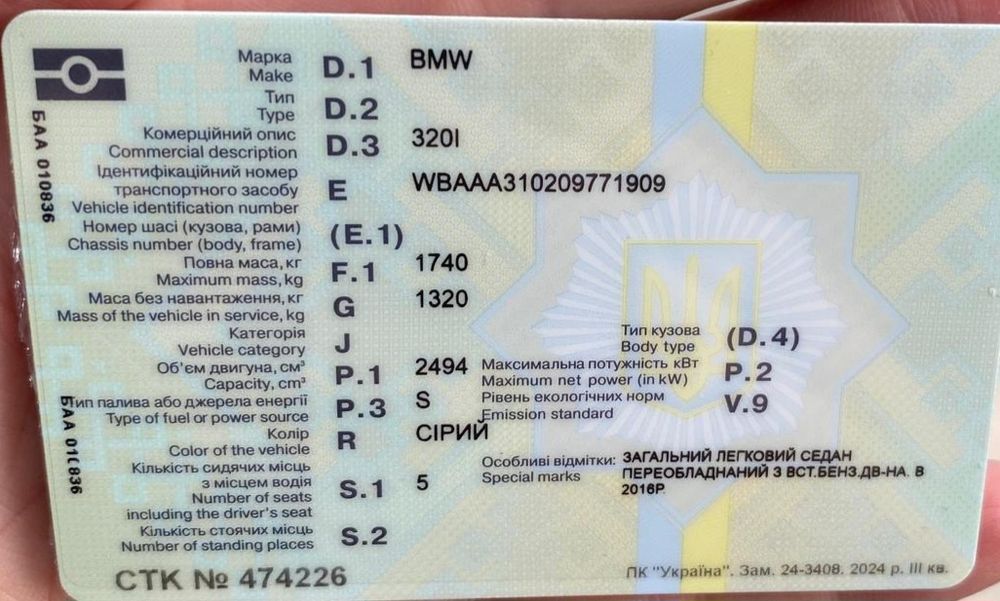 Марка
Make
D.1
BMW
Тип
Type
D.2
Комерційний опис
Commercial description
D.3
320I
Ідентифікаційний номер
транспортного засобу
Vehicle identification number
E
WBAAA310209771909
Номер шасі (кузова, рами)
Chassis number (body, frame)
(E.1)
Повна маса, кг
Maximum mass, kg
F.1
1740
Маса без навантаження, кг
Mass of the vehicle in service, kg
G
1320
Категорія
Vehicle category
J
Тип кузова
Body type
(D.4)
Об'єм двигуна, см³
Capacity, cm³
P.1
2494
Максимальна потужність кВт
Maximum net power (in kW)
P.2
Тип палива або джерела енергії
Type of fuel or power source
P.3
S
Рівень екологічних норм
Emission standard
V.9
Колір
Color of the vehicle
R
СІРИЙ
Кількість сидячих місць
з місцем водія
Number of seats
including the driver's seat
S.1
5
Особливі відмітки:
Special marks
ЗАГАЛЬНИЙ ЛЕГКОВИЙ СЕДАН
ПЕРЕОБЛАДНАНИЙ З ВСТ.БЕНЗ.ДВ-НА. В
2016Р.
Кількість стоячих місць
Number of standing places
S.2
СТК № 474226
ПК "Україна". Зам. 24-3408. 2024 р. III кв.
БАА 010836
БАА 010836